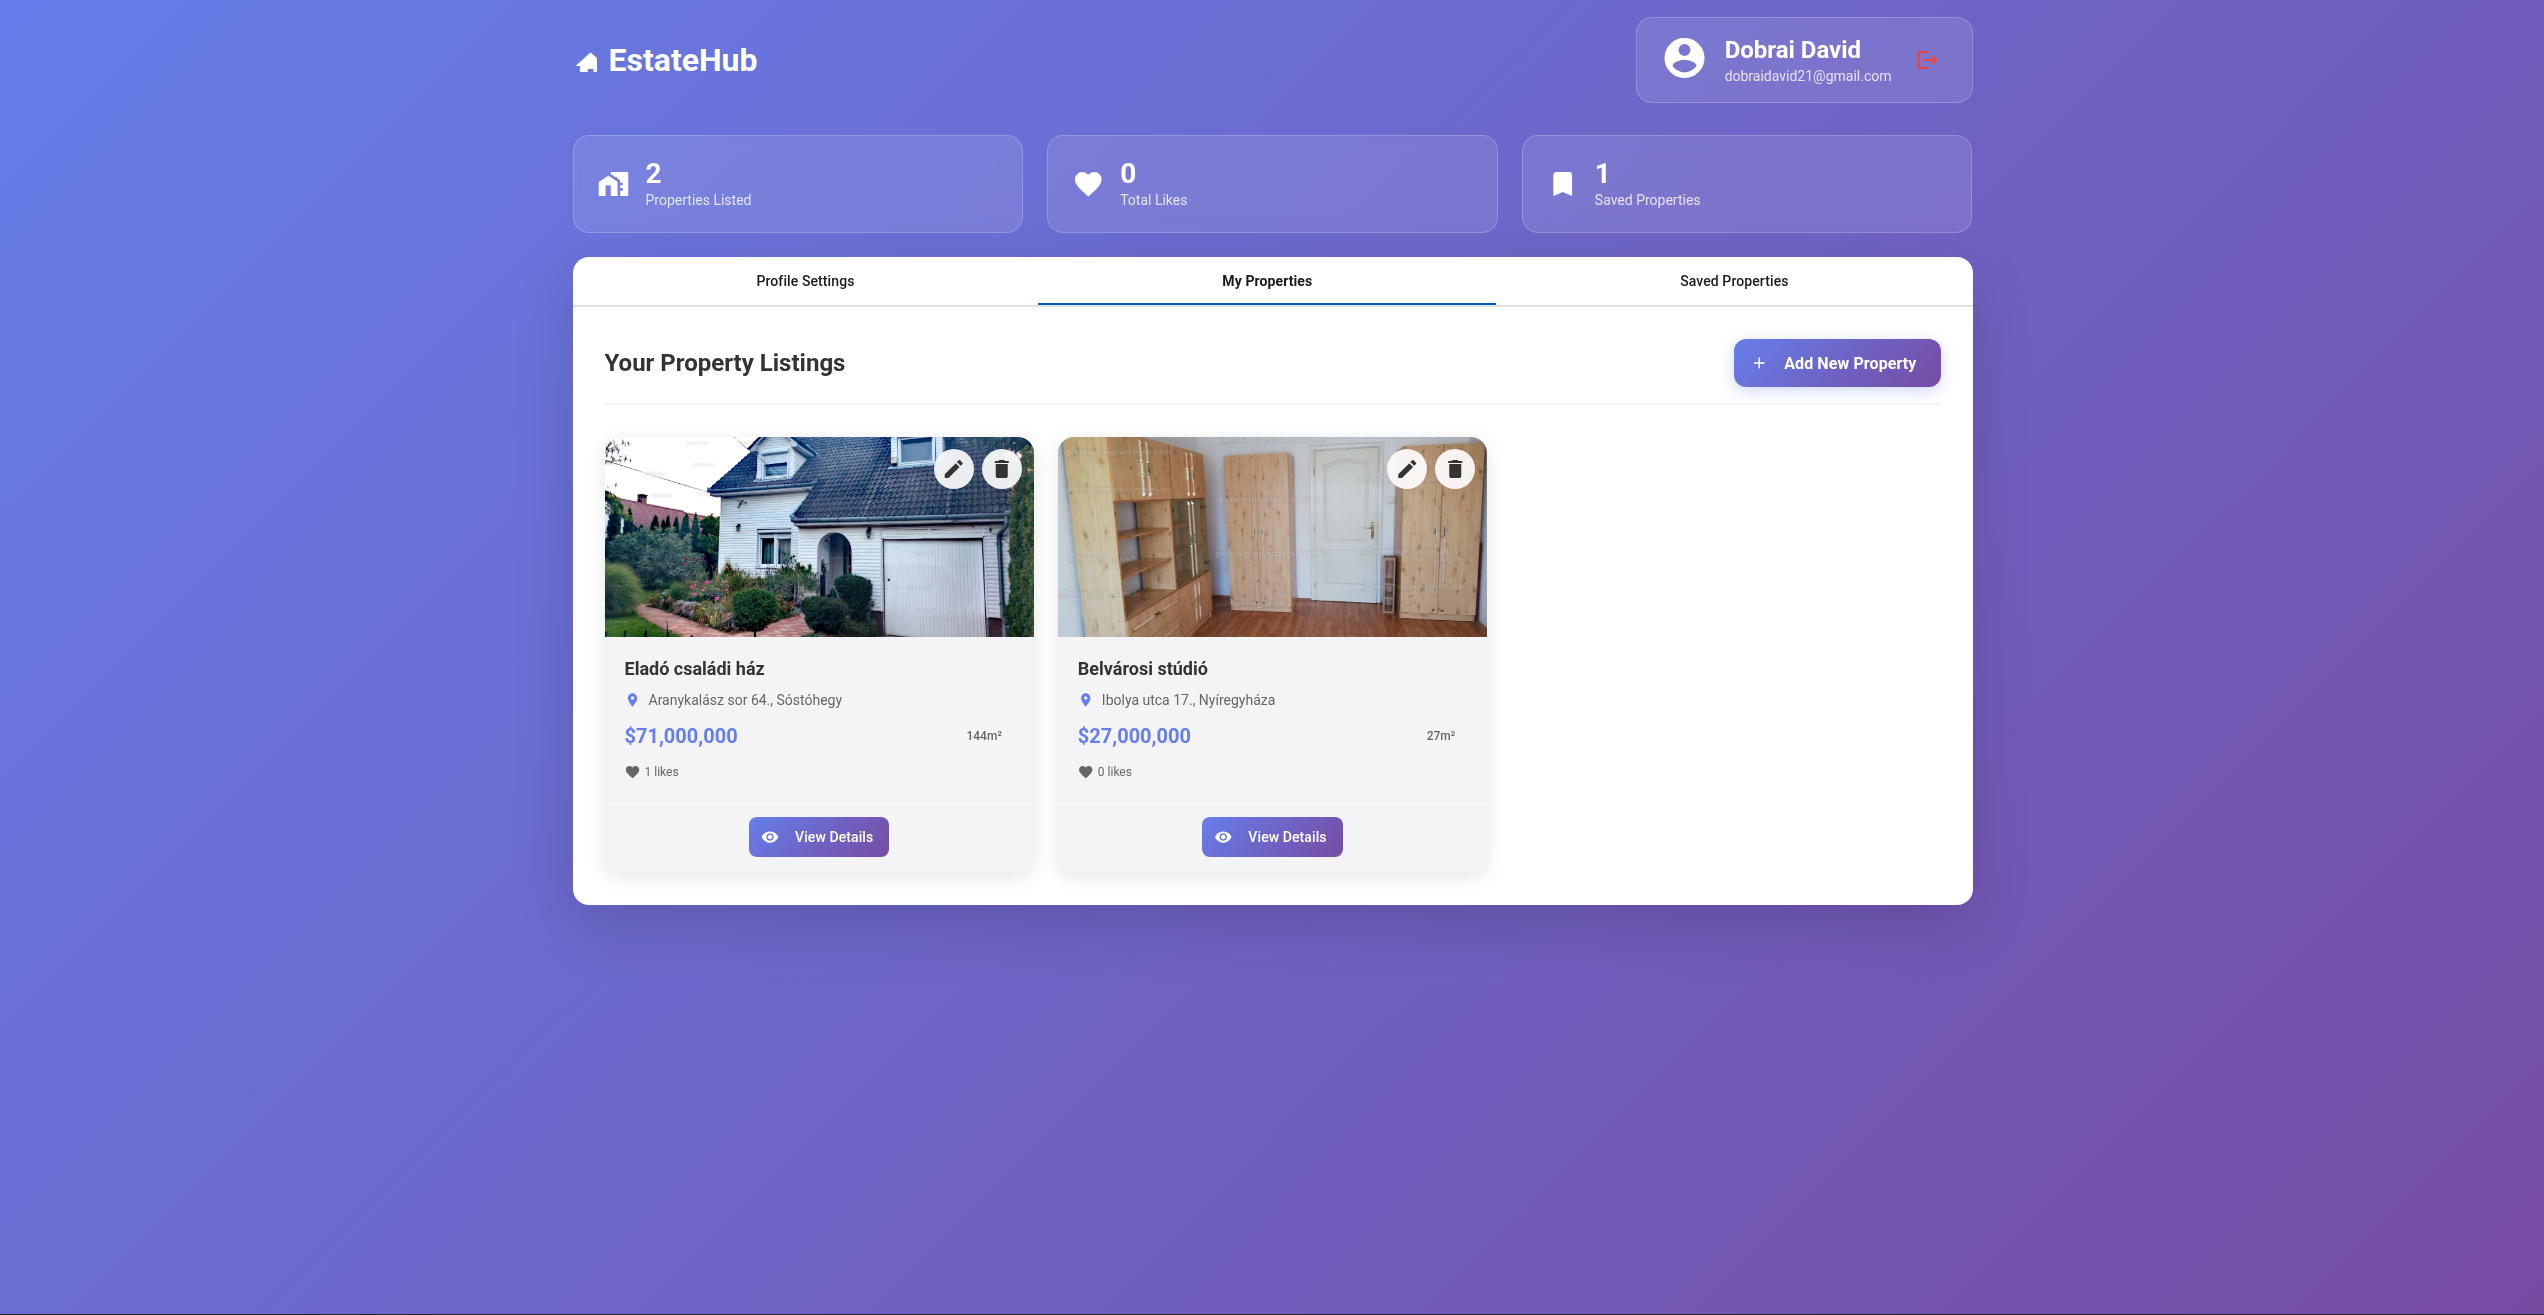 EstateHub
Dobrai David
dobraidavid21@gmail.com
2
Properties Listed
0
Total Likes
1
Saved Properties
Profile Settings
My Properties
Saved Properties
Your Property Listings
+ Add New Property
Eladó családi ház
Aranykalász sor 64., Sóstóhegy
$71,000,000
144m²
1 likes
View Details
Belvárosi stúdió
Ibolya utca 17., Nyíregyháza
$27,000,000
27m²
0 likes
View Details